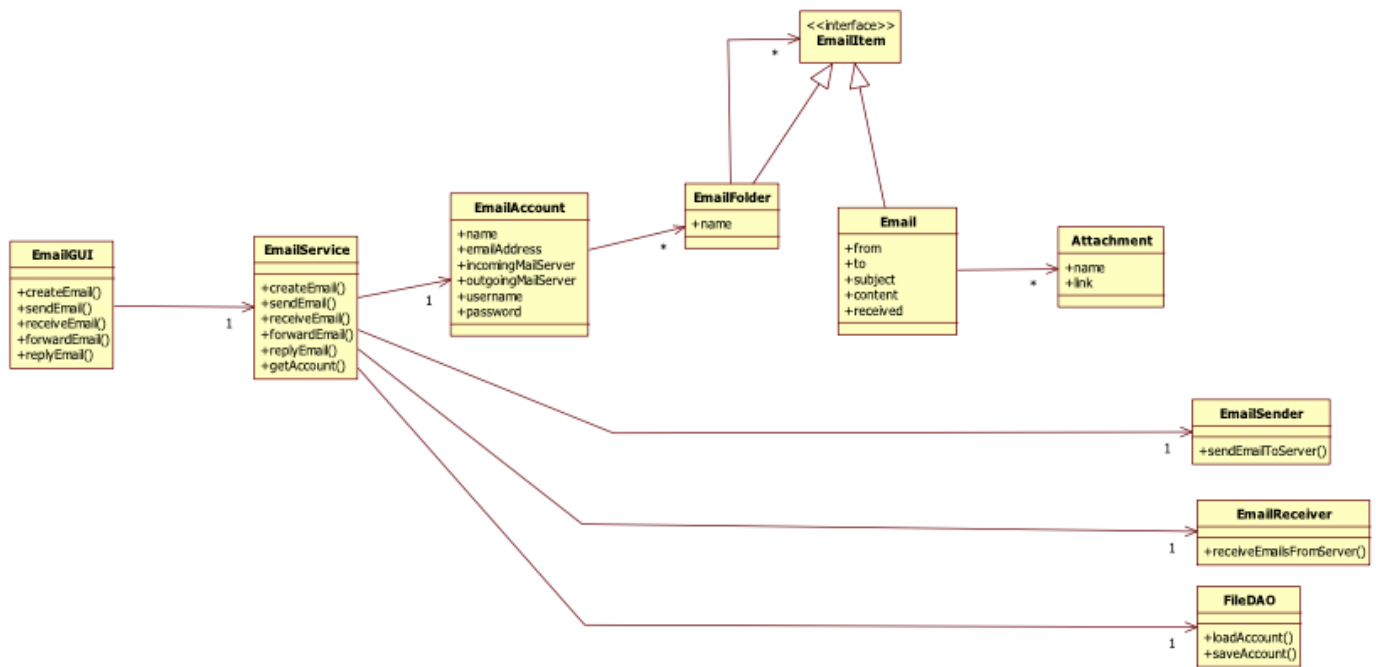 <<interface>>
EmailItem
*
EmailFolder
+name
EmailAccount
+name
+emailAddress
+incomingMailServer
+outgoingMailServer
+username
+password
*
Email
+from
+to
+subject
+content
+received
Attachment
+name
+link
*
EmailGUI
+createEmail()
+sendEmail()
+receiveEmail()
+forwardEmail()
+replyEmail()
1
EmailService
+createEmail()
+sendEmail()
+receiveEmail()
+forwardEmail()
+replyEmail()
+getAccount()
1
EmailSender
+sendEmailToServer()
1
EmailReceiver
+receiveEmailsFromServer()
1
FileDAO
+loadAccount()
+saveAccount()
1